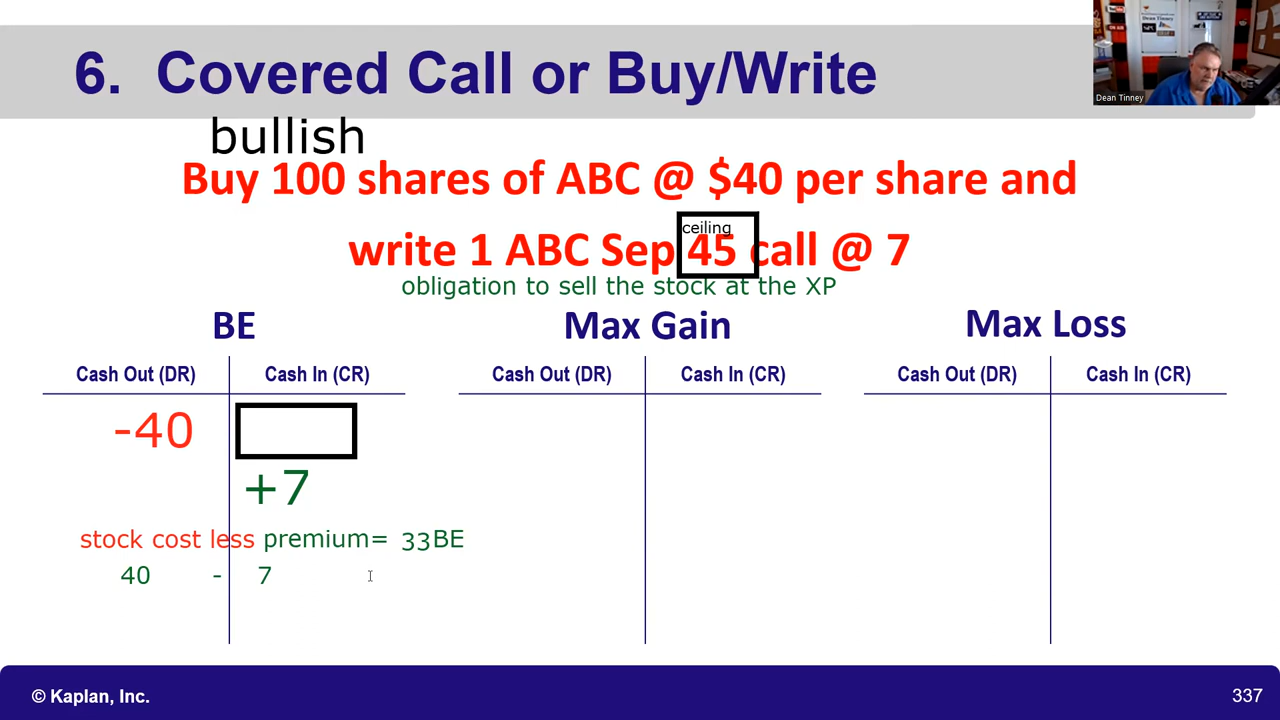 6. Covered Call or Buy/Write
Dean Tinney
bullish
Buy 100 shares of ABC @ $40 per share and
ceiling
write 1 ABC Sep 45 call @ 7
obligation to sell the stock at the XP
BE
Max Gain
Max Loss
Cash Out (DR) Cash In (CR)
Cash Out (DR) Cash In (CR)
Cash Out (DR) Cash In (CR)
-40
+7
stock cost less premium= 33BE
40 - 7
© Kaplan, Inc.
337